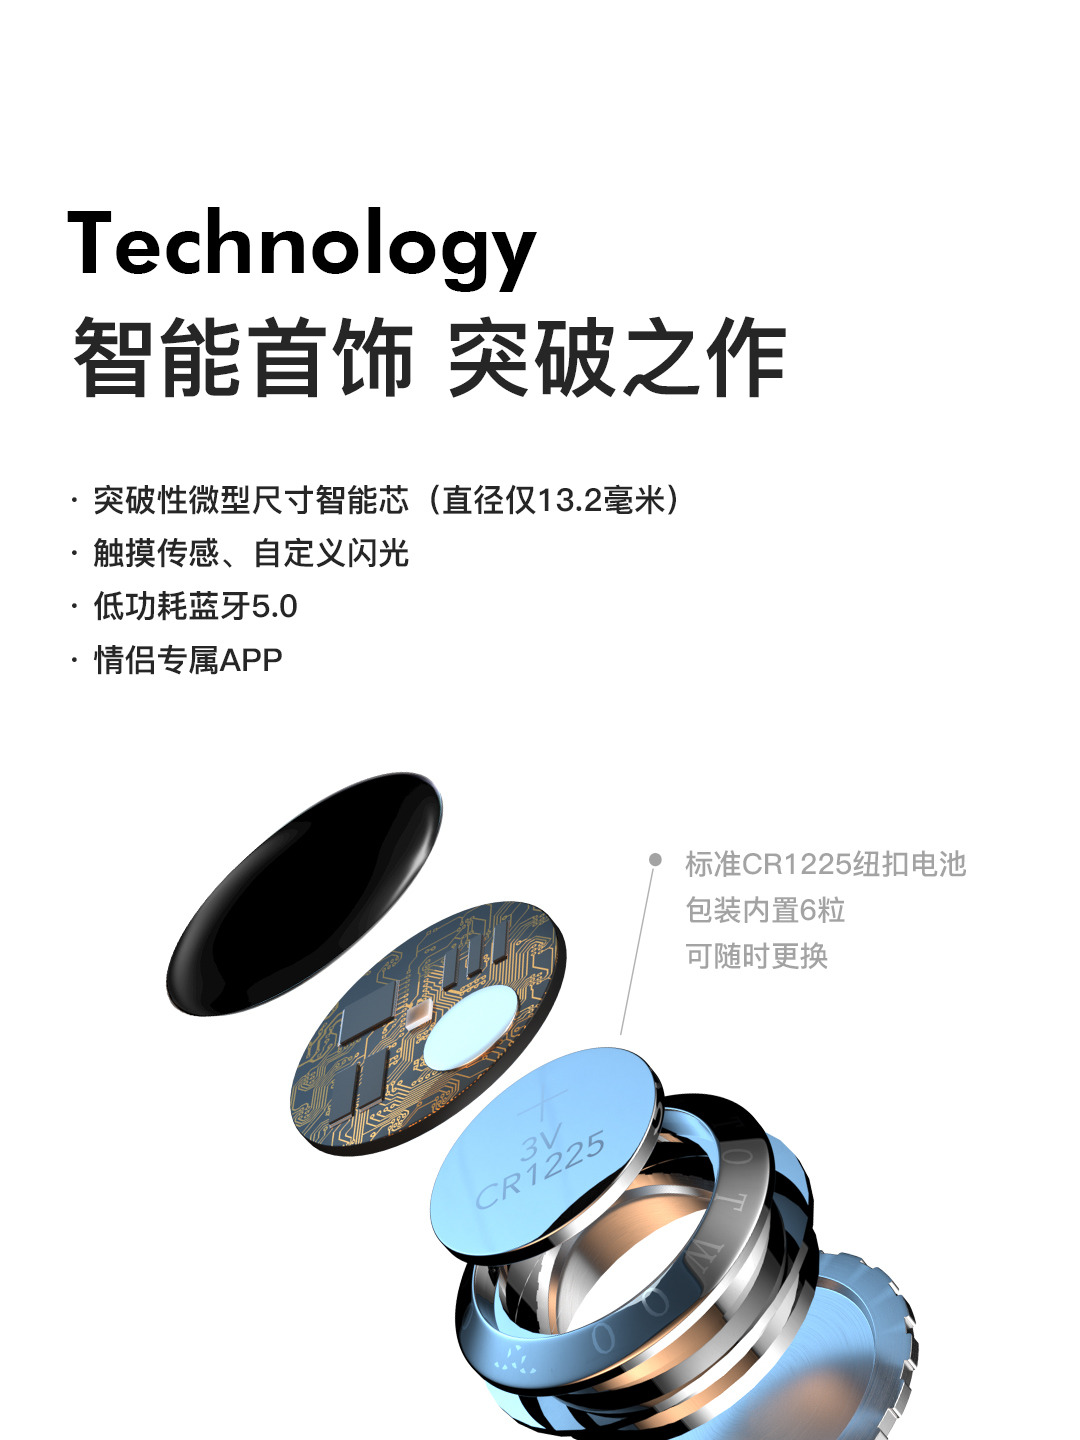 Technology
智能首饰 突破之作
· 突破性微型尺寸智能芯（直径仅13.2毫米）
· 触摸传感、自定义闪光
· 低功耗蓝牙5.0
· 情侣专属APP
标准CR1225纽扣电池
包装内置6粒
可随时更换
+
3V
CR1225
TOTWOO